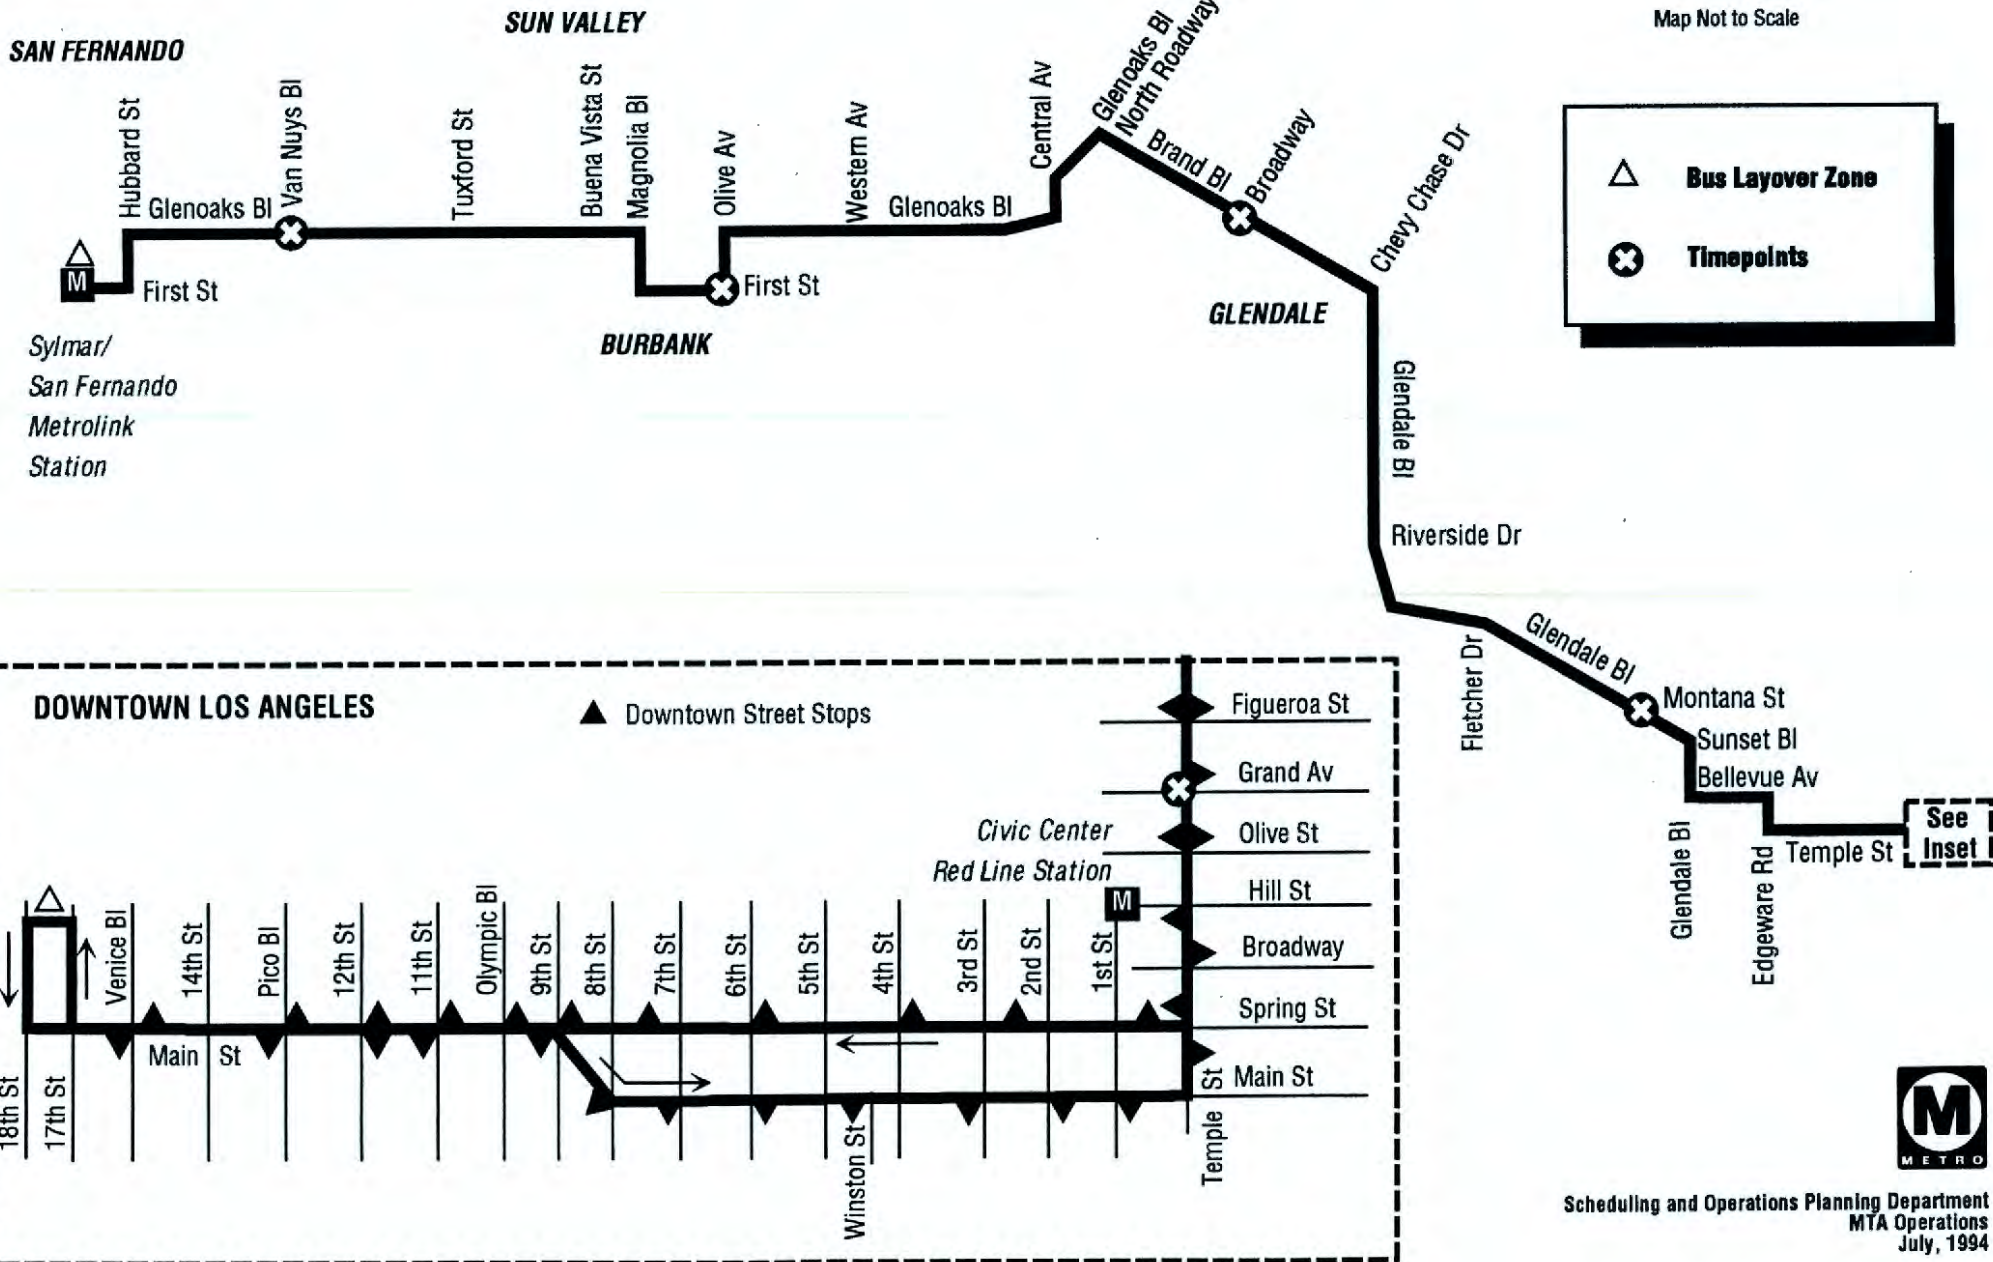 Map Not to Scale
SAN FERNANDO
SUN VALLEY
Hubbard St
Glenoaks Bl
Van Nuys Bl
Tuxford St
Buena Vista St
Magnolia Bl
Olive Av
Western Av
Glenoaks Bl
Central Av
Glenoaks Bl
North Roadway
Brand Bl
Broadway
Chevy Chase Dr
Bus Layover Zone
Timepoints
M
First St
First St
Sylmar/
San Fernando
Metrolink
Station
BURBANK
GLENDALE
Glendale Bl
Riverside Dr
Fletcher Dr
Glendale Bl
Montana St
Sunset Bl
Bellevue Av
Glendale Bl
Edgeware Rd
Temple St
See
Inset
DOWNTOWN LOS ANGELES
Downtown Street Stops
Figueroa St
Grand Av
Civic Center
Red Line Station
M
Olive St
Hill St
Broadway
Spring St
Main St
Temple St
Venice Bl
14th St
Pico Bl
12th St
11th St
Olympic Bl
9th St
8th St
7th St
6th St
5th St
4th St
3rd St
2nd St
1st St
Main St
18th St
17th St
Winston St
M
METRO
Scheduling and Operations Planning Department
MTA Operations
July, 1994